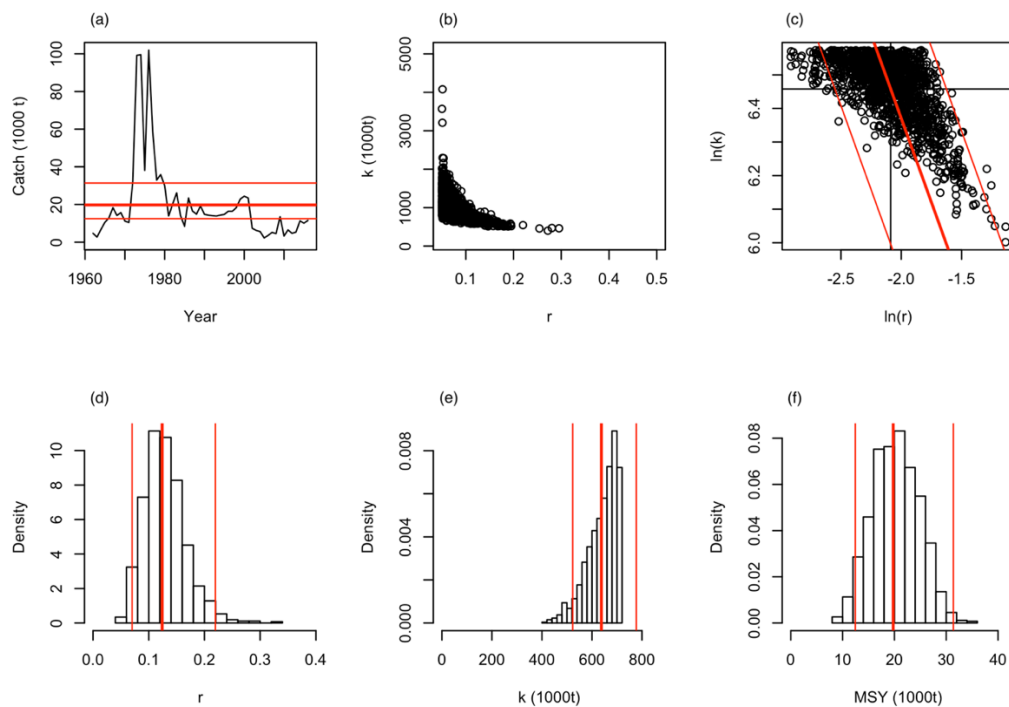 (a)
Catch (1000 t)
100
80
60
40
20
0
1960
1980
2000
Year
(b)
k (1000t)
5000
3000
1000
0
0.1
0.2
0.3
0.4
0.5
r
(c)
ln(k)
6.4
6.2
6.0
-2.5
-2.0
-1.5
ln(r)
(d)
Density
10
8
6
4
2
0
0.0
0.1
0.2
0.3
0.4
r
(e)
Density
0.008
0.004
0.000
0
200
400
600
800
k (1000t)
(f)
Density
0.08
0.06
0.04
0.02
0.00
0
10
20
30
40
MSY (1000t)